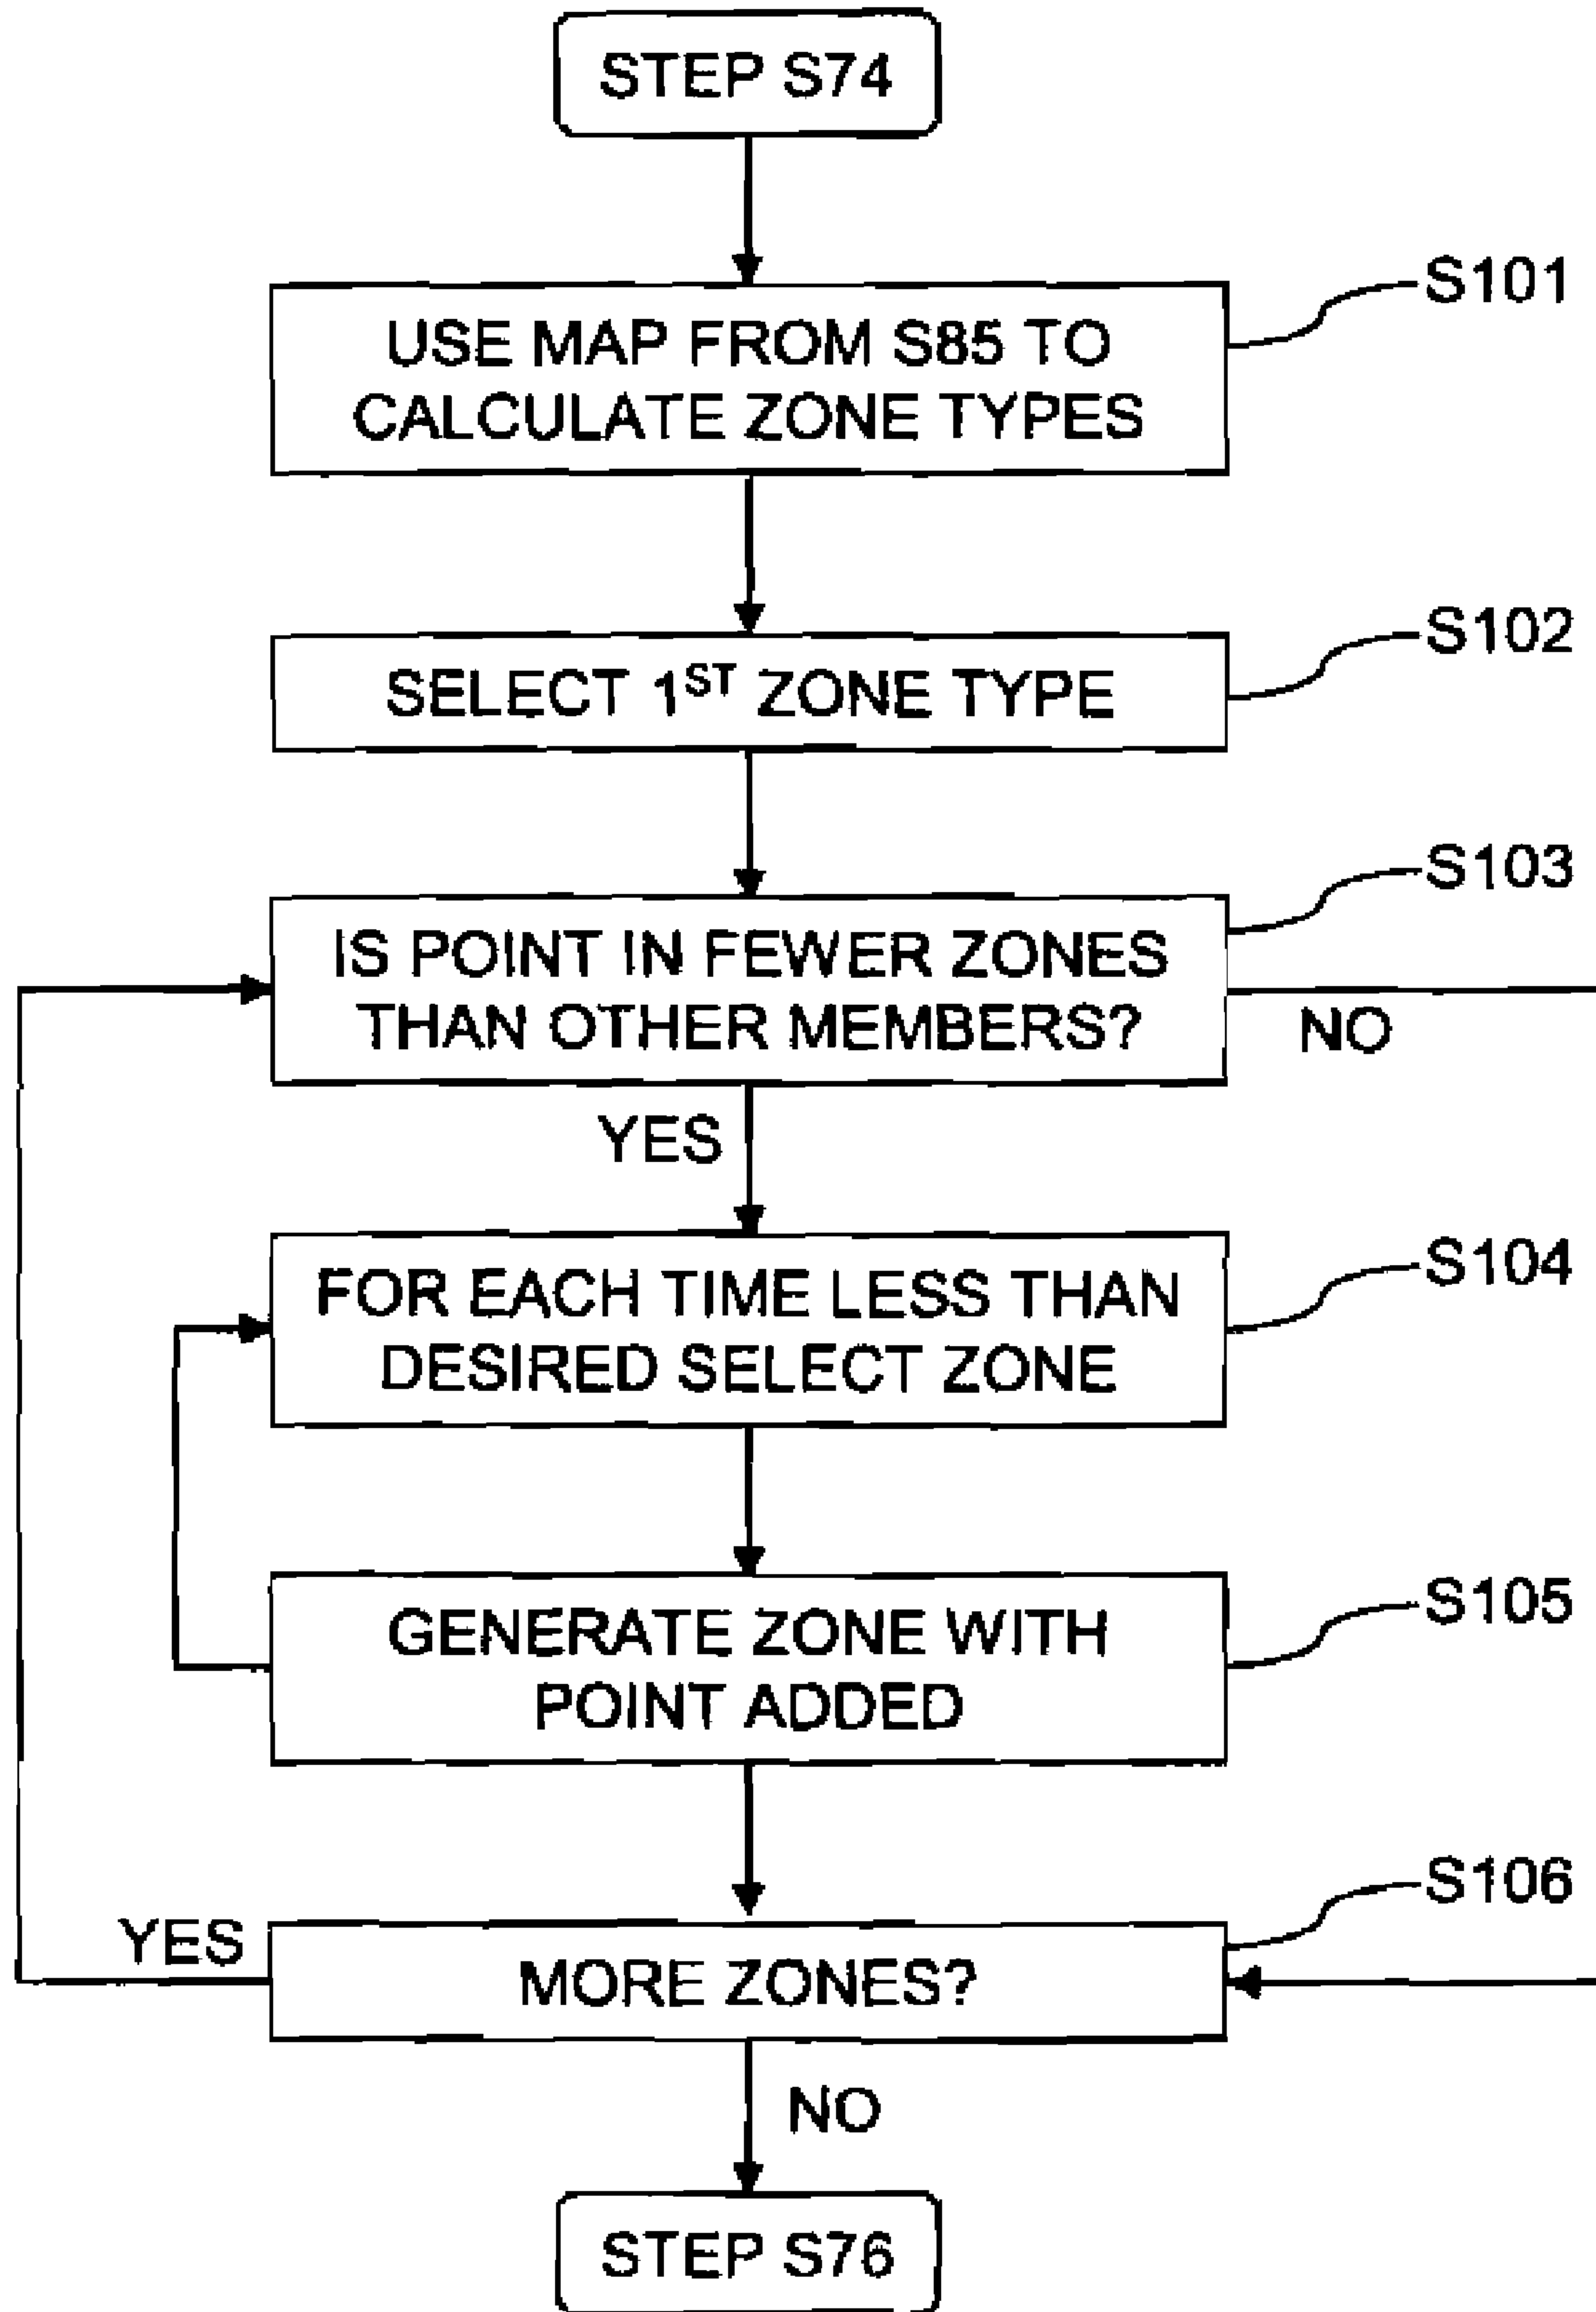 STEP S74
S101
USE MAP FROM S85 TO
CALCULATE ZONE TYPES
S102
SELECT 1ST ZONE TYPE
S103
IS POINT IN FEWER ZONES
THAN OTHER MEMBERS?
NO
YES
S104
FOR EACH TIME LESS THAN
DESIRED SELECT ZONE
S105
GENERATE ZONE WITH
POINT ADDED
S106
YES
MORE ZONES?
NO
STEP S76